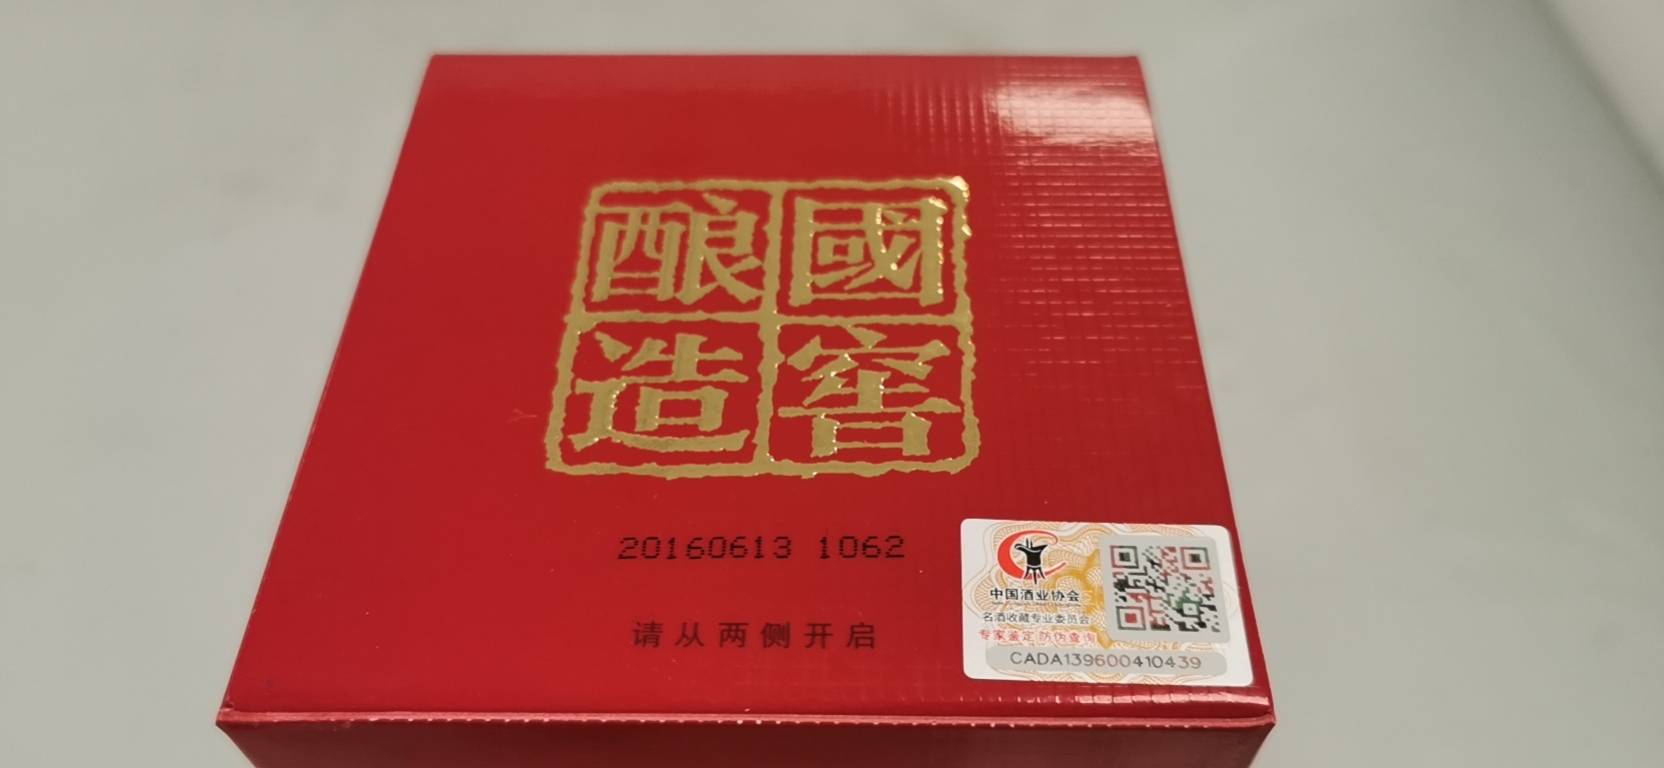 國窖
酿造
20160613 1062
请从两侧开启
中国酒业协会
名酒收藏专业委员会
专家鉴定 防伪查询
CADA139600410439